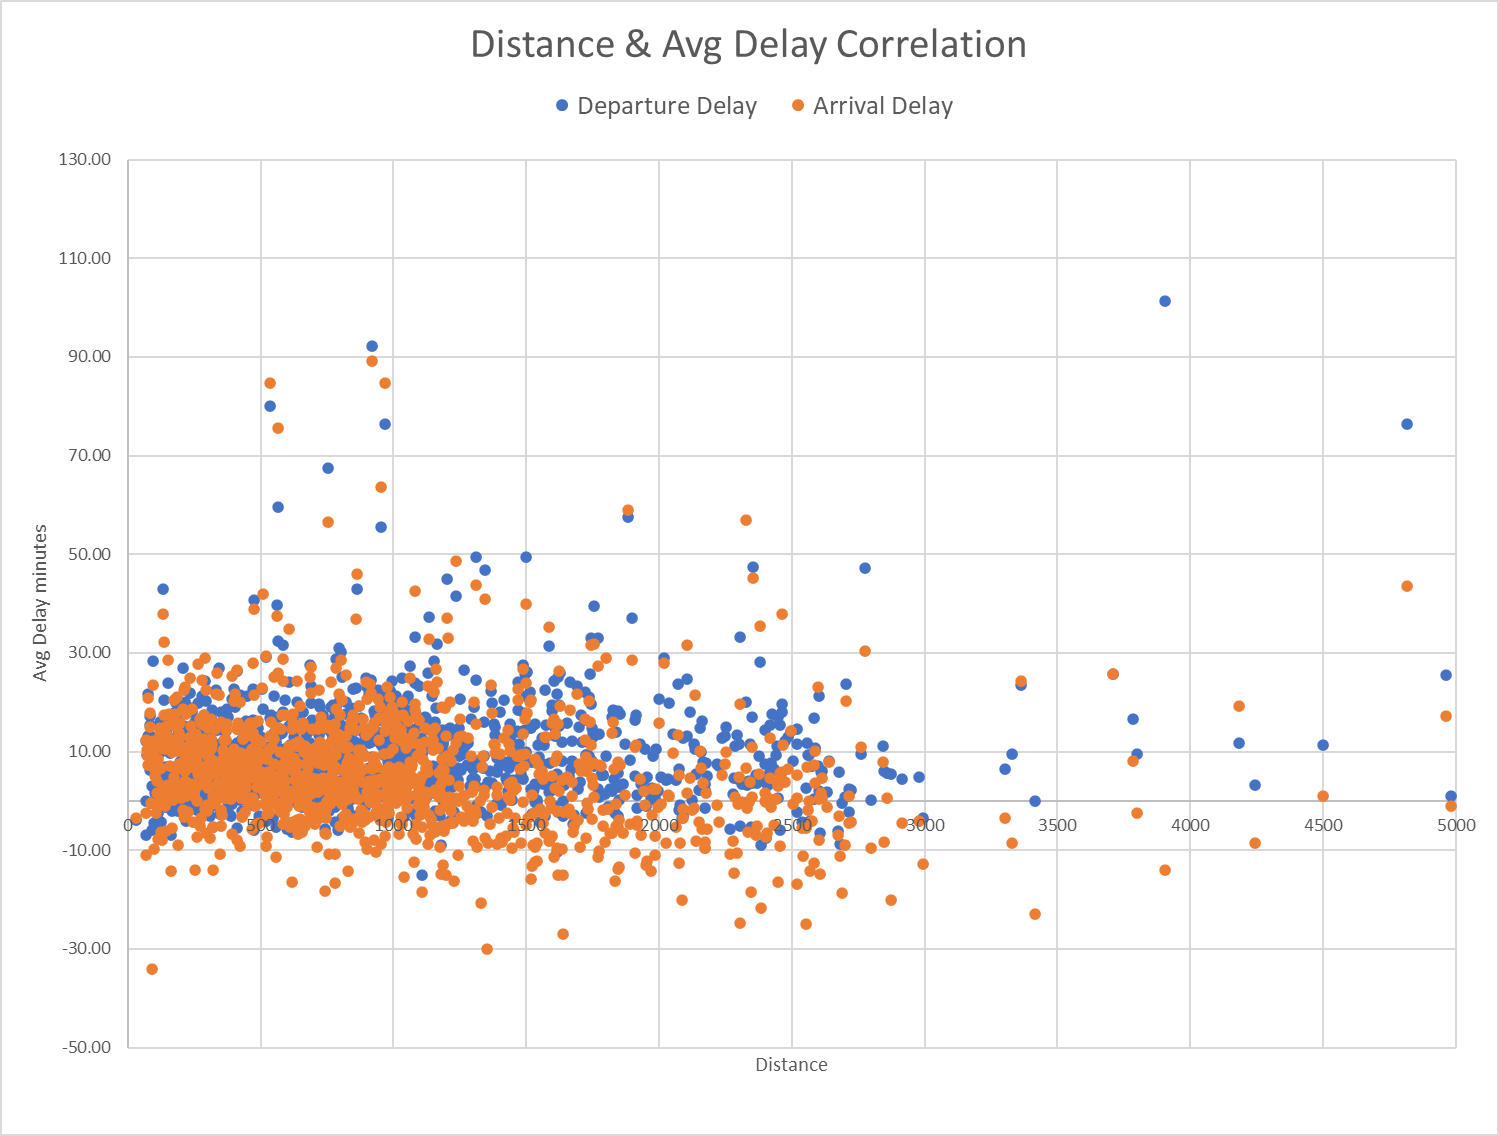 Distance & Avg Delay Correlation
Departure Delay Arrival Delay
130.00
110.00
90.00
70.00
50.00
30.00
10.00
-10.00
-30.00
-50.00
Avg Delay minutes
0 500 1000 1500 2000 2500 3000 3500 4000 4500 5000
Distance